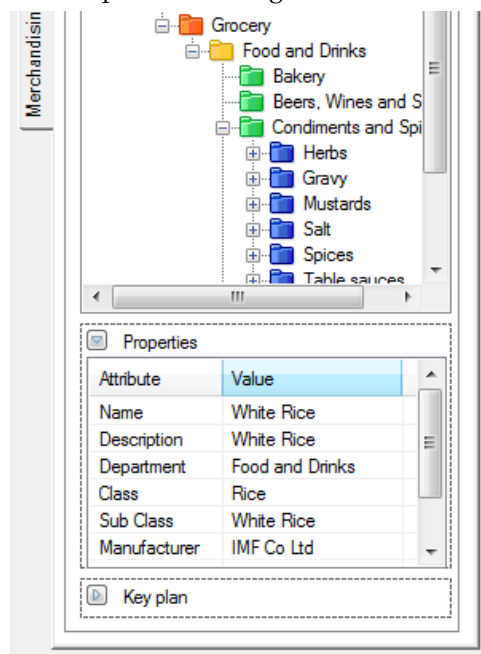 Merchandisin
Grocery
Food and Drinks
Bakery
Beers, Wines and S
Condiments and Spi
Herbs
Gravy
Mustards
Salt
Spices
Table sauces
Properties
Attribute Value
Name White Rice
Description White Rice
Department Food and Drinks
Class Rice
Sub Class White Rice
Manufacturer IMF Co Ltd
Key plan